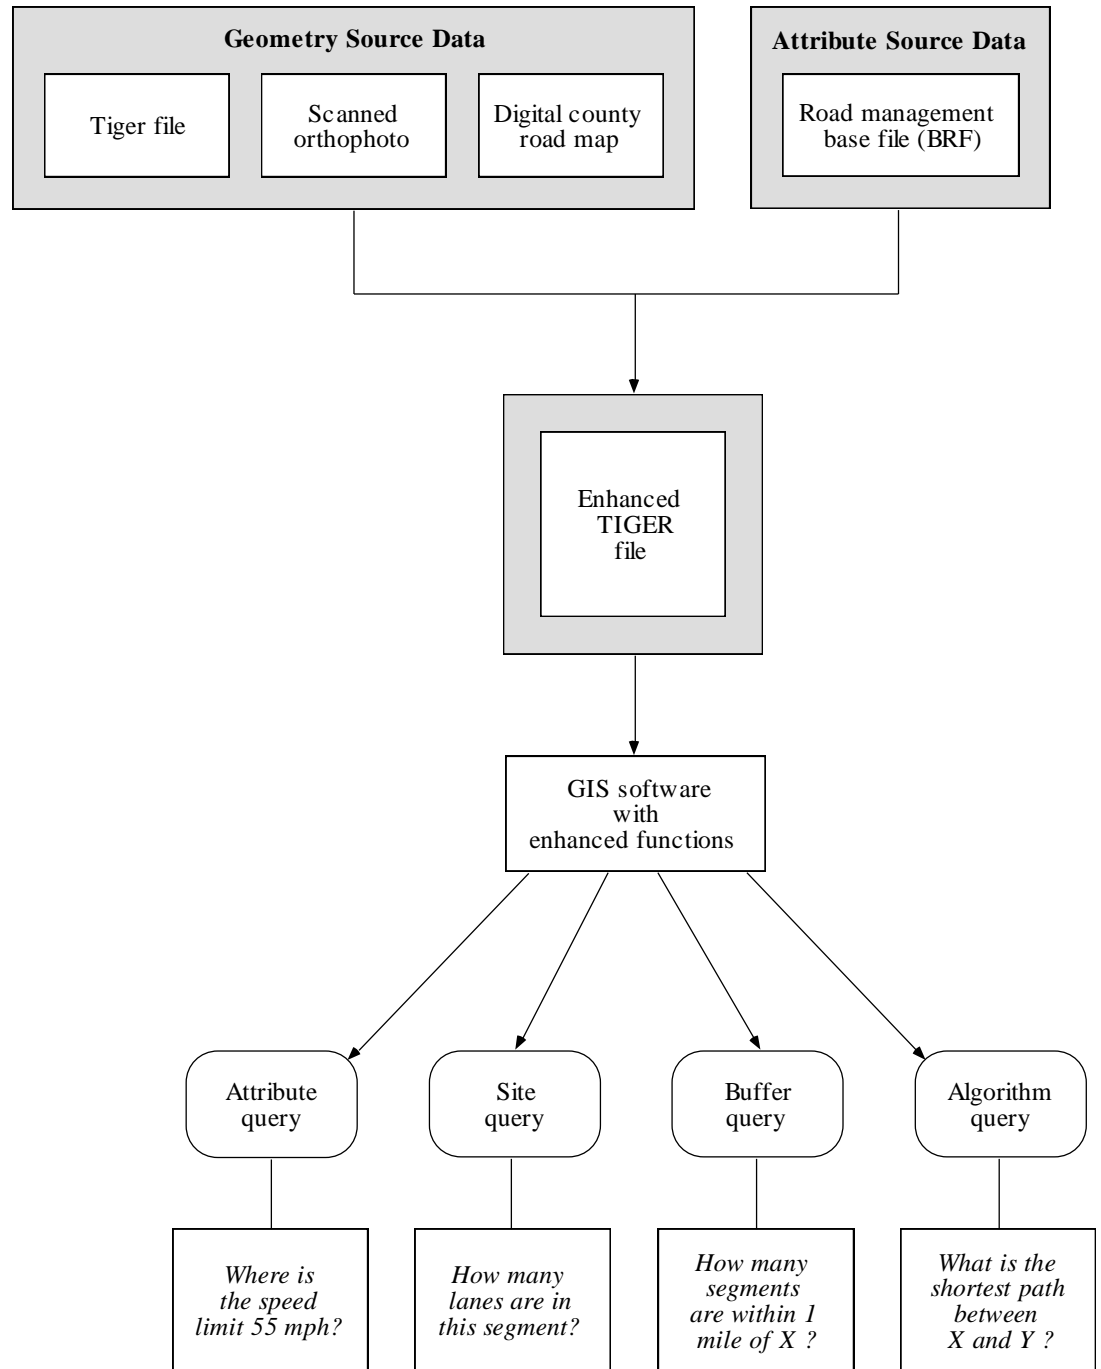 Geometry Source Data
Tiger file
Scanned
orthophoto
Digital county
road map
Attribute Source Data
Road management
base file (BRF)
Enhanced
TIGER
file
GIS software
with
enhanced functions
Attribute
query
Site
query
Buffer
query
Algorithm
query
Where is
the speed
limit 55 mph?
How many
lanes are in
this segment?
How many
segments
are within 1
mile of X ?
What is the
shortest path
between
X and Y ?